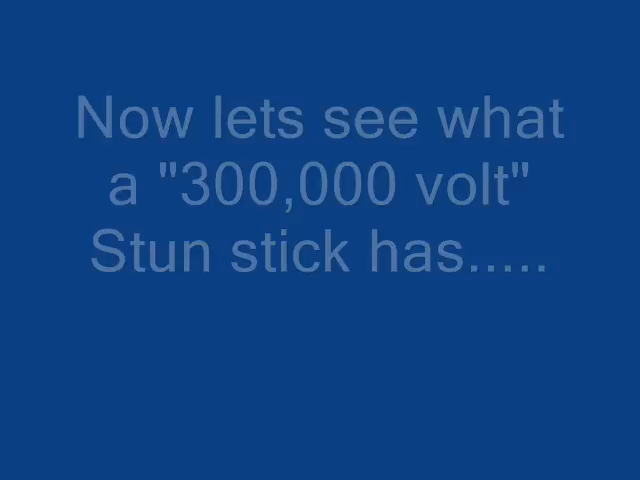 Now lets see what
a "300,000 volt"
Stun stick has.....